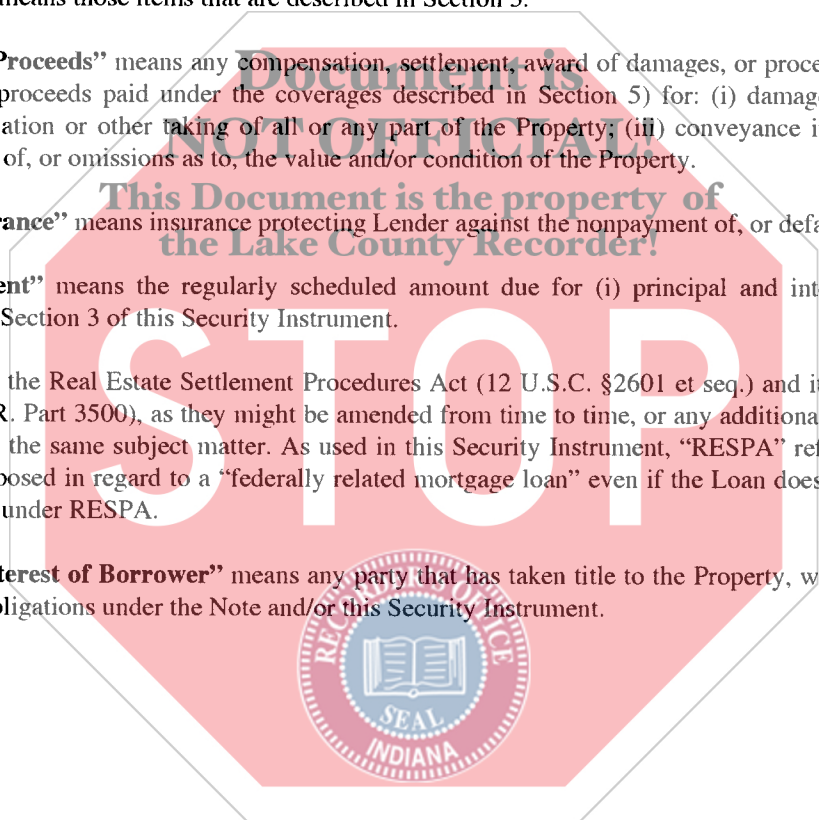 means those items that are described in Section 3.
Proceeds” means any compensation, settlement, award of damages, or proce
proceeds paid under the coverages described in Section 5) for: (i) damag
ation or other taking of all or any part of the Property; (iii) conveyance i
of, or omissions as to, the value and/or condition of the Property.
rance” means insurance protecting Lender against the nonpayment of, or defa
ent” means the regularly scheduled amount due for (i) principal and int
Section 3 of this Security Instrument.
the Real Estate Settlement Procedures Act (12 U.S.C. §2601 et seq.) and i
R. Part 3500), as they might be amended from time to time, or any additiona
the same subject matter. As used in this Security Instrument, “RESPA” ref
posed in regard to a “federally related mortgage loan” even if the Loan does
under RESPA.
terest of Borrower” means any party that has taken title to the Property, w
bligations under the Note and/or this Security Instrument.
Document is
NOT OFFICIAL!
This Document is the property of
the Lake County Recorder!
STOP
RECORDER'S OFFICE
SEAL
INDIANA